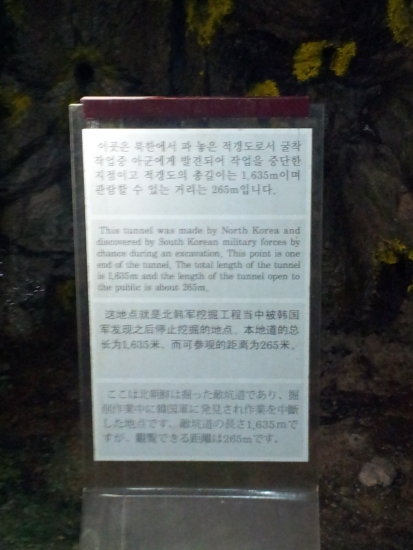 이곳은 북한에서 파 놓은 적갱도로서 굴착
작업중 아군에게 발견되어 작업을 중단한
지점이고 적갱도의 총길이는 1,635m이며
관람할 수 있는 거리는 265m입니다.
This tunnel was made by North Korea and
discovered by South Korean military forces by
chance during an excavation. This point is one
end of the tunnel. The total length of the tunnel
is 1,635m and the length of the tunnel open to
the public is about 265m.
这地点就是北韩军挖掘工程当中被韩国
军发现之后停止挖掘的地点。本地道的总
长为1,635米，而可参观的距离为265米。
ここは北朝鮮は掘った敵坑道であり、掘
削作業中に韓国軍に発見され作業を中断
した地点です。敵坑道の長さ1,635mで
すが、観覧できる距離は265mです。